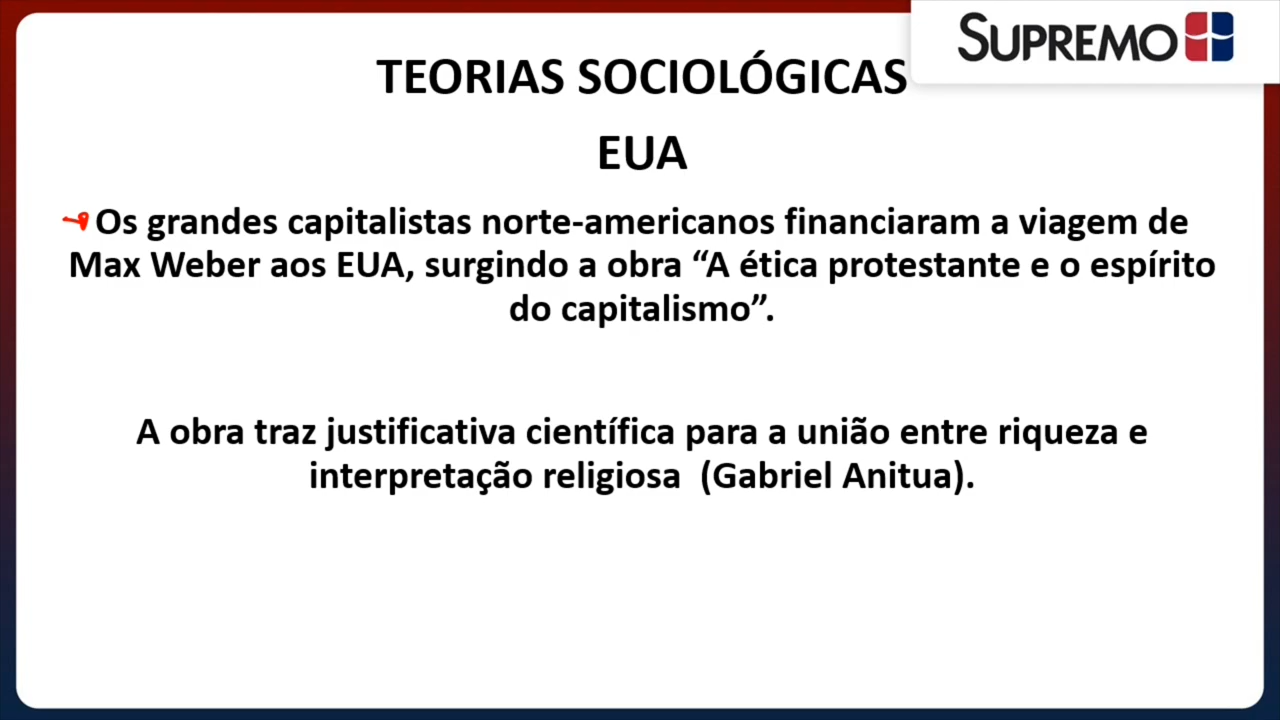 SUPREMO
TEORIAS SOCIOLÓGICAS
EUA
Os grandes capitalistas norte-americanos financiaram a viagem de
Max Weber aos EUA, surgindo a obra “A ética protestante e o espírito
do capitalismo”.
A obra traz justificativa científica para a união entre riqueza e
interpretação religiosa (Gabriel Anitua).